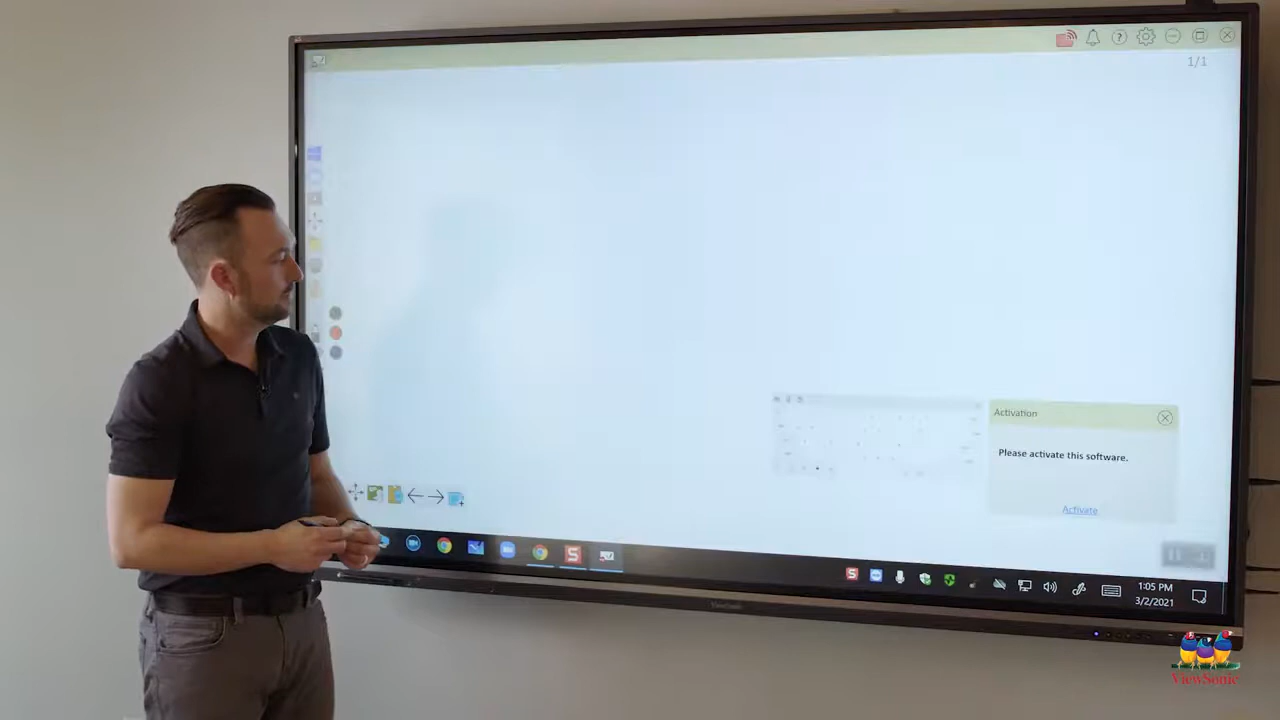 1/1
Activation
Please activate this software.
Activate
1:05 PM
3/2/2021
ViewSonic